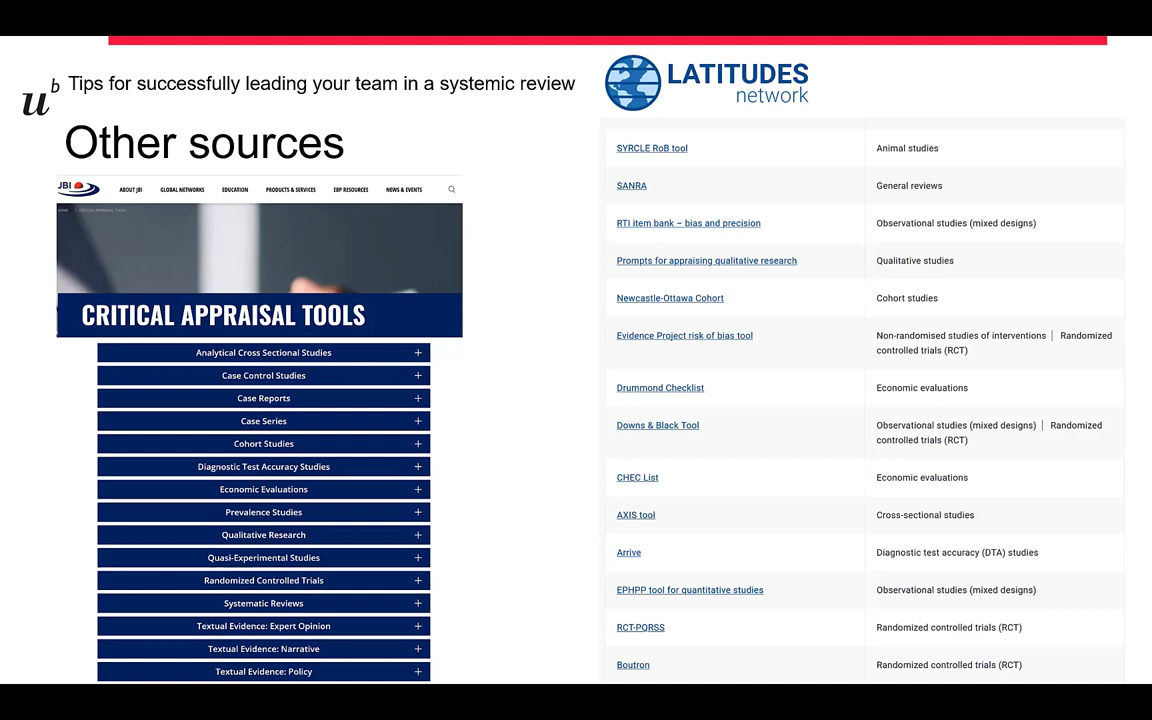 u b
Tips for successfully leading your team in a systemic review
Other sources
JBI
ABOUT JBI GLOBAL NETWORKS EDUCATION PRODUCTS & SERVICES EBP RESOURCES NEWS & EVENTS
HOME > CRITICAL APPRAISAL TOOLS
CRITICAL APPRAISAL TOOLS
Analytical Cross Sectional Studies +
Case Control Studies +
Case Reports +
Case Series +
Cohort Studies +
Diagnostic Test Accuracy Studies +
Economic Evaluations +
Prevalence Studies +
Qualitative Research +
Quasi-Experimental Studies +
Randomized Controlled Trials +
Systematic Reviews +
Textual Evidence: Expert Opinion +
Textual Evidence: Narrative +
Textual Evidence: Policy +
LATITUDES
network
SYRCLE RoB tool Animal studies
SANRA General reviews
RTI item bank – bias and precision Observational studies (mixed designs)
Prompts for appraising qualitative research Qualitative studies
Newcastle-Ottawa Cohort Cohort studies
Evidence Project risk of bias tool Non-randomised studies of interventions | Randomized
controlled trials (RCT)
Drummond Checklist Economic evaluations
Downs & Black Tool Observational studies (mixed designs) | Randomized
controlled trials (RCT)
CHEC List Economic evaluations
AXIS tool Cross-sectional studies
Arrive Diagnostic test accuracy (DTA) studies
EPHPP tool for quantitative studies Observational studies (mixed designs)
RCT-PQRSS Randomized controlled trials (RCT)
Boutron Randomized controlled trials (RCT)